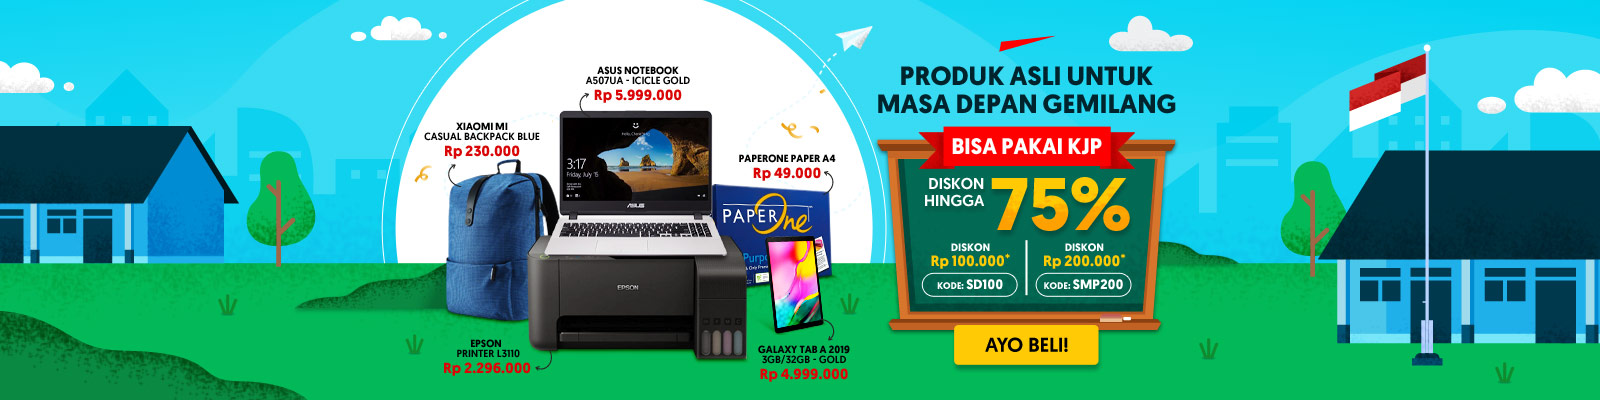 XIAOMI MI
CASUAL BACKPACK BLUE
Rp 230.000
ASUS NOTEBOOK
A507UA - ICICLE GOLD
Rp 5.999.000
PAPERONE PAPER A4
Rp 49.000
3:17
Friday, July 15
ASUS
PAPER One
EPSON
EPSON
PRINTER L3110
Rp 2.296.000
GALAXY TAB A 2019
3GB/32GB - GOLD
Rp 4.999.000
PRODUK ASLI UNTUK
MASA DEPAN GEMILANG
BISA PAKAI KJP
DISKON
HINGGA
75%
DISKON
Rp 100.000*
KODE: SD100
DISKON
Rp 200.000*
KODE: SMP200
AYO BELI!